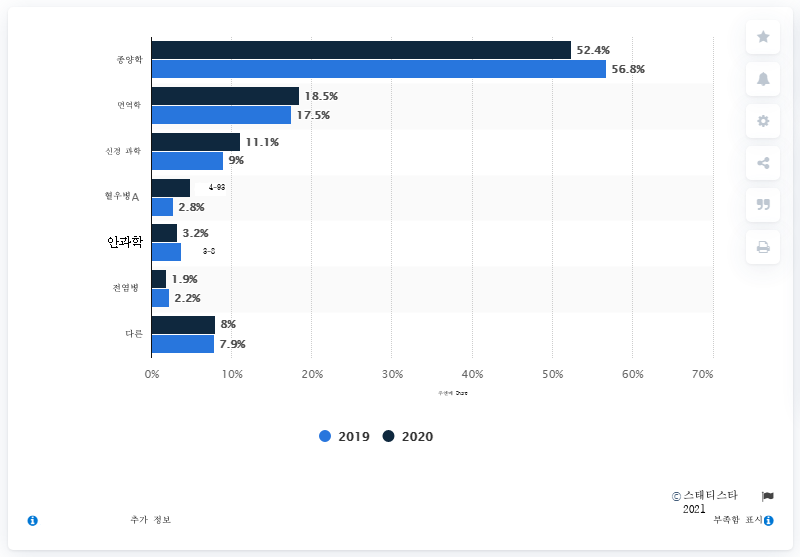 종양학
52.4%
56.8%
면역학
18.5%
17.5%
신경 과학
11.1%
9%
혈우병A
2.8%
안과학
3.2%
전염병
1.9%
2.2%
다른
8%
7.9%
0% 10% 20% 30% 40% 50% 60% 70%
2019 2020
© 스태티스타
2021
추가 정보
부족함 표시